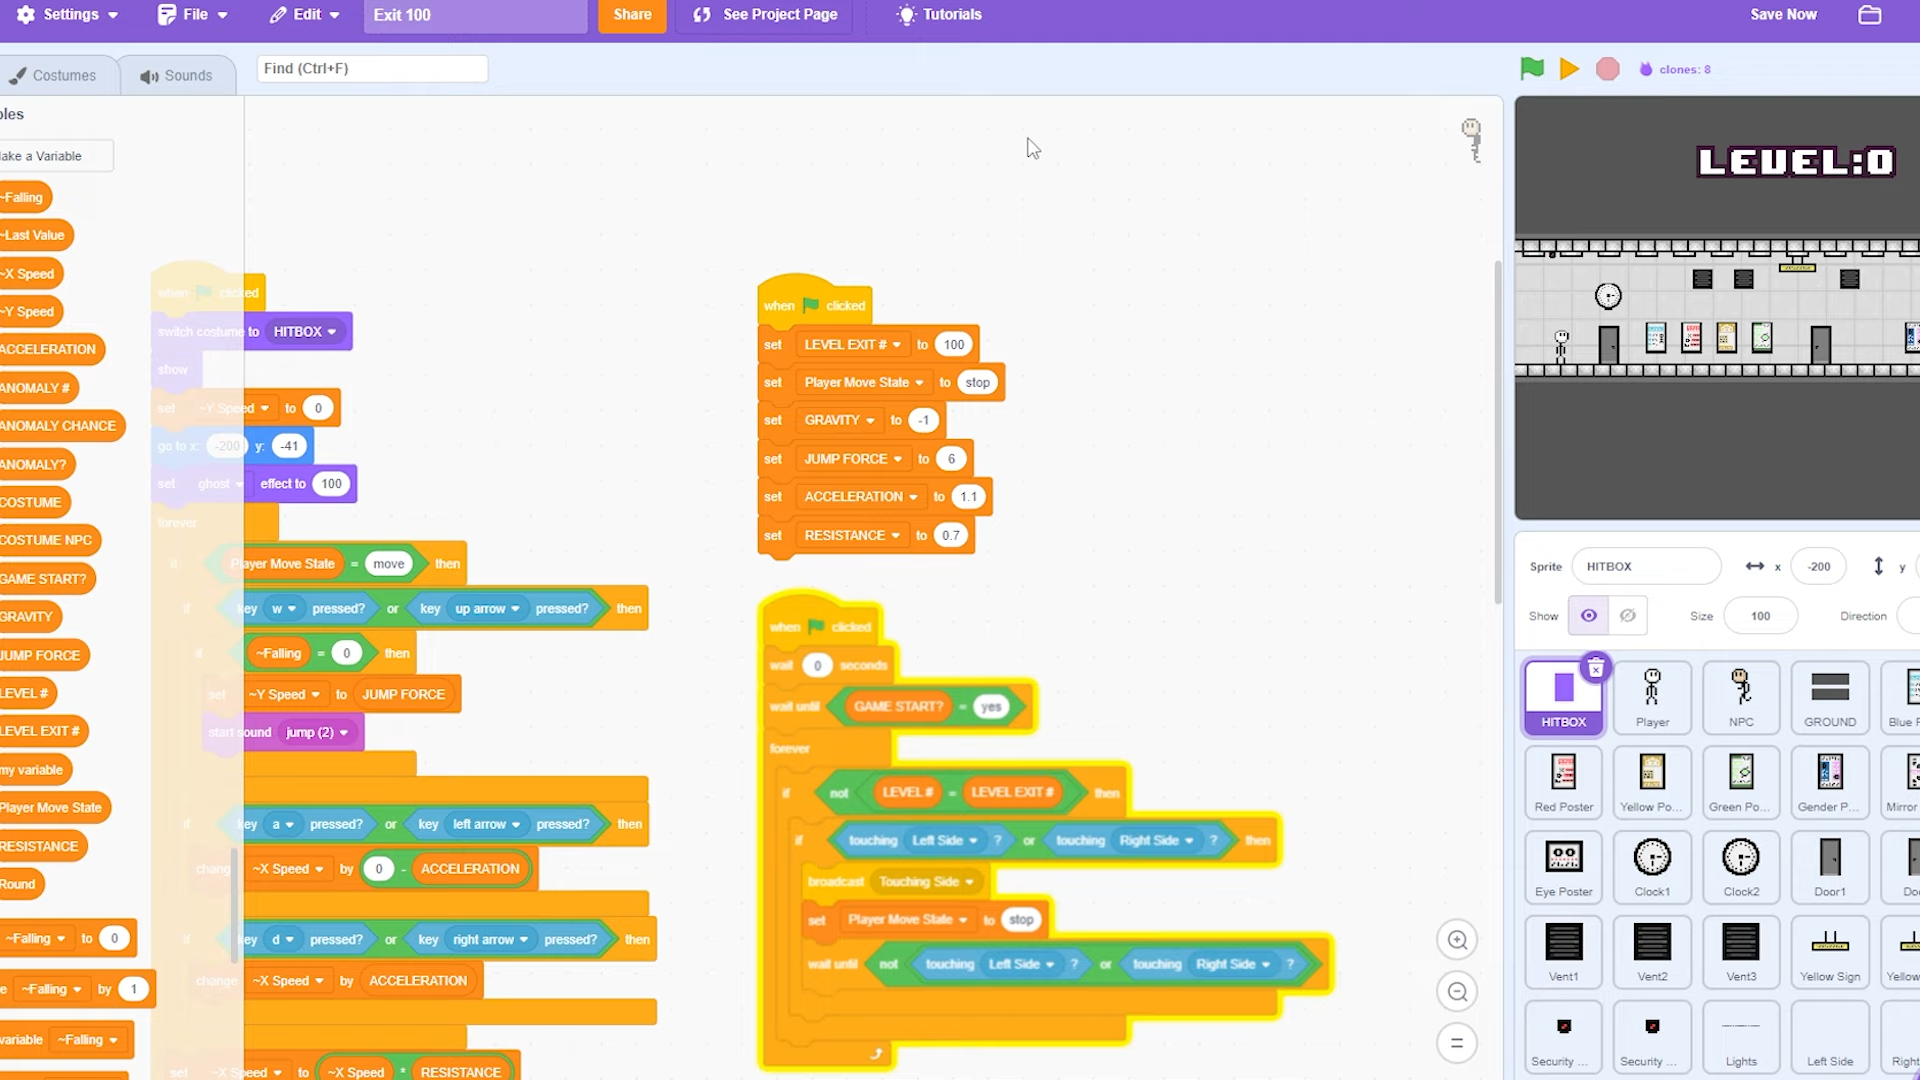 Settings
File
Edit
Exit 100
Share
See Project Page
Tutorials
Save Now
Costumes
Sounds
Find (Ctrl+F)
clones: 8
bles
lake a Variable
~Falling
~Last Value
~X Speed
~Y Speed
ACCELERATION
ANOMALY #
ANOMALY CHANCE
ANOMALY?
COSTUME
COSTUME NPC
GAME START?
GRAVITY
JUMP FORCE
LEVEL #
LEVEL EXIT #
my variable
Player Move State
RESISTANCE
Round
~Falling to 0
e ~Falling by 1
variable ~Falling
when clicked
switch costume to HITBOX
show
set ~Y Speed to 0
go to x: -200 y: -41
set ghost effect to 100
forever
if Player Move State = move then
if key w pressed? or key up arrow pressed? then
if ~Falling = 0 then
set ~Y Speed to JUMP FORCE
start sound jump (2)
if key a pressed? or key left arrow pressed? then
change ~X Speed by 0 - ACCELERATION
if key d pressed? or key right arrow pressed? then
change ~X Speed by ACCELERATION
set ~X Speed to ~X Speed * RESISTANCE
when clicked
set LEVEL EXIT # to 100
set Player Move State to stop
set GRAVITY to -1
set JUMP FORCE to 6
set ACCELERATION to 1.1
set RESISTANCE to 0.7
when clicked
wait 0 seconds
wait until GAME START? = yes
forever
if not LEVEL # = LEVEL EXIT # then
if touching Left Side ? or touching Right Side ? then
broadcast Touching Side
set Player Move State to stop
wait until not touching Left Side ? or touching Right Side ?
LEVEL:0
Sprite HITBOX x -200 y
Show Size 100 Direction
HITBOX Player NPC GROUND Blue F
Red Poster Yellow Po... Green Po... Gender P... Mirror
Eye Poster Clock1 Clock2 Door1 Doo
Vent1 Vent2 Vent3 Yellow Sign Yellow
Security ... Security ... Lights Left Side Right